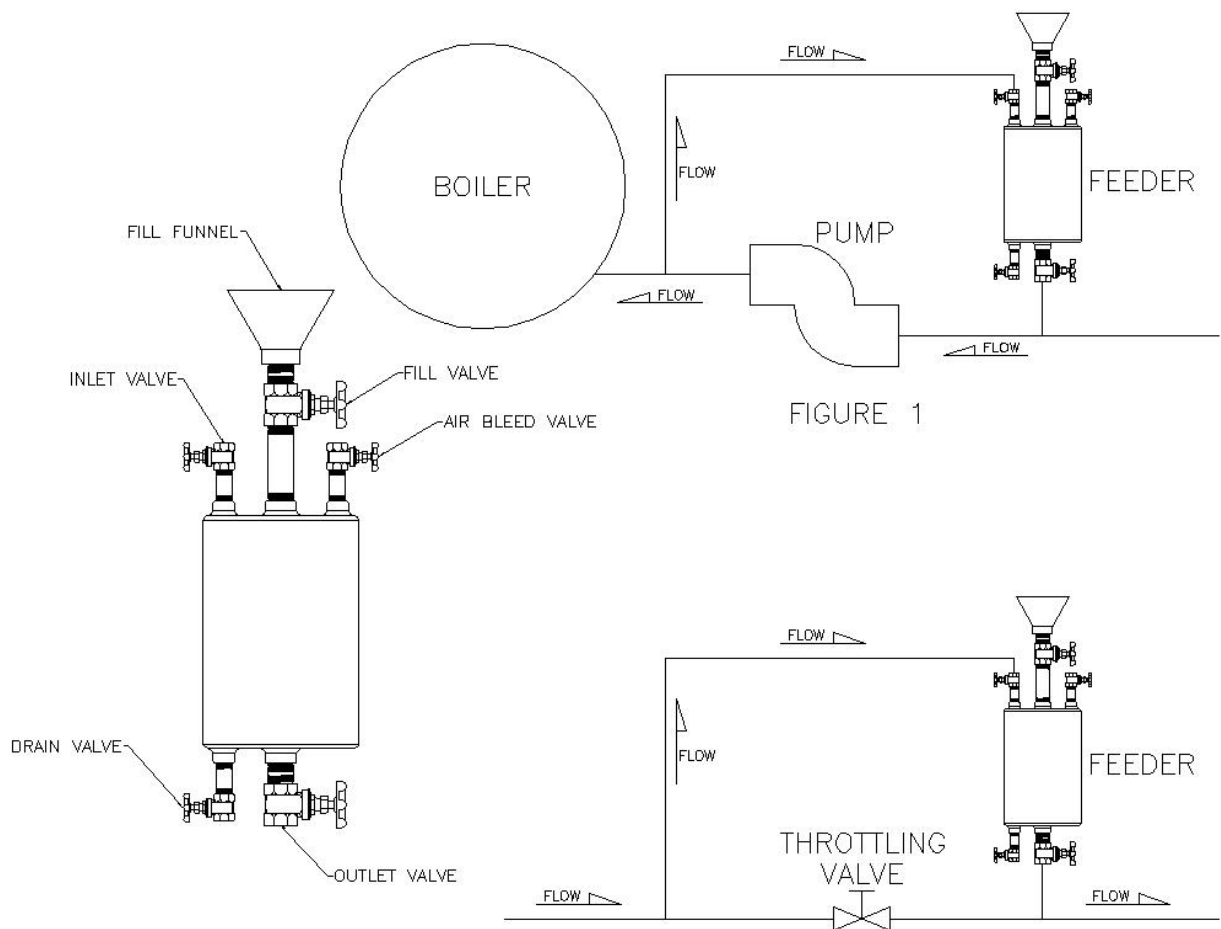 FLOW
FLOW
BOILER
FEEDER
PUMP
FLOW
FLOW
FIGURE 1
FILL FUNNEL
INLET VALVE
FILL VALVE
AIR BLEED VALVE
DRAIN VALVE
OUTLET VALVE
FLOW
FLOW
FEEDER
THROTTLING
VALVE
FLOW
FLOW